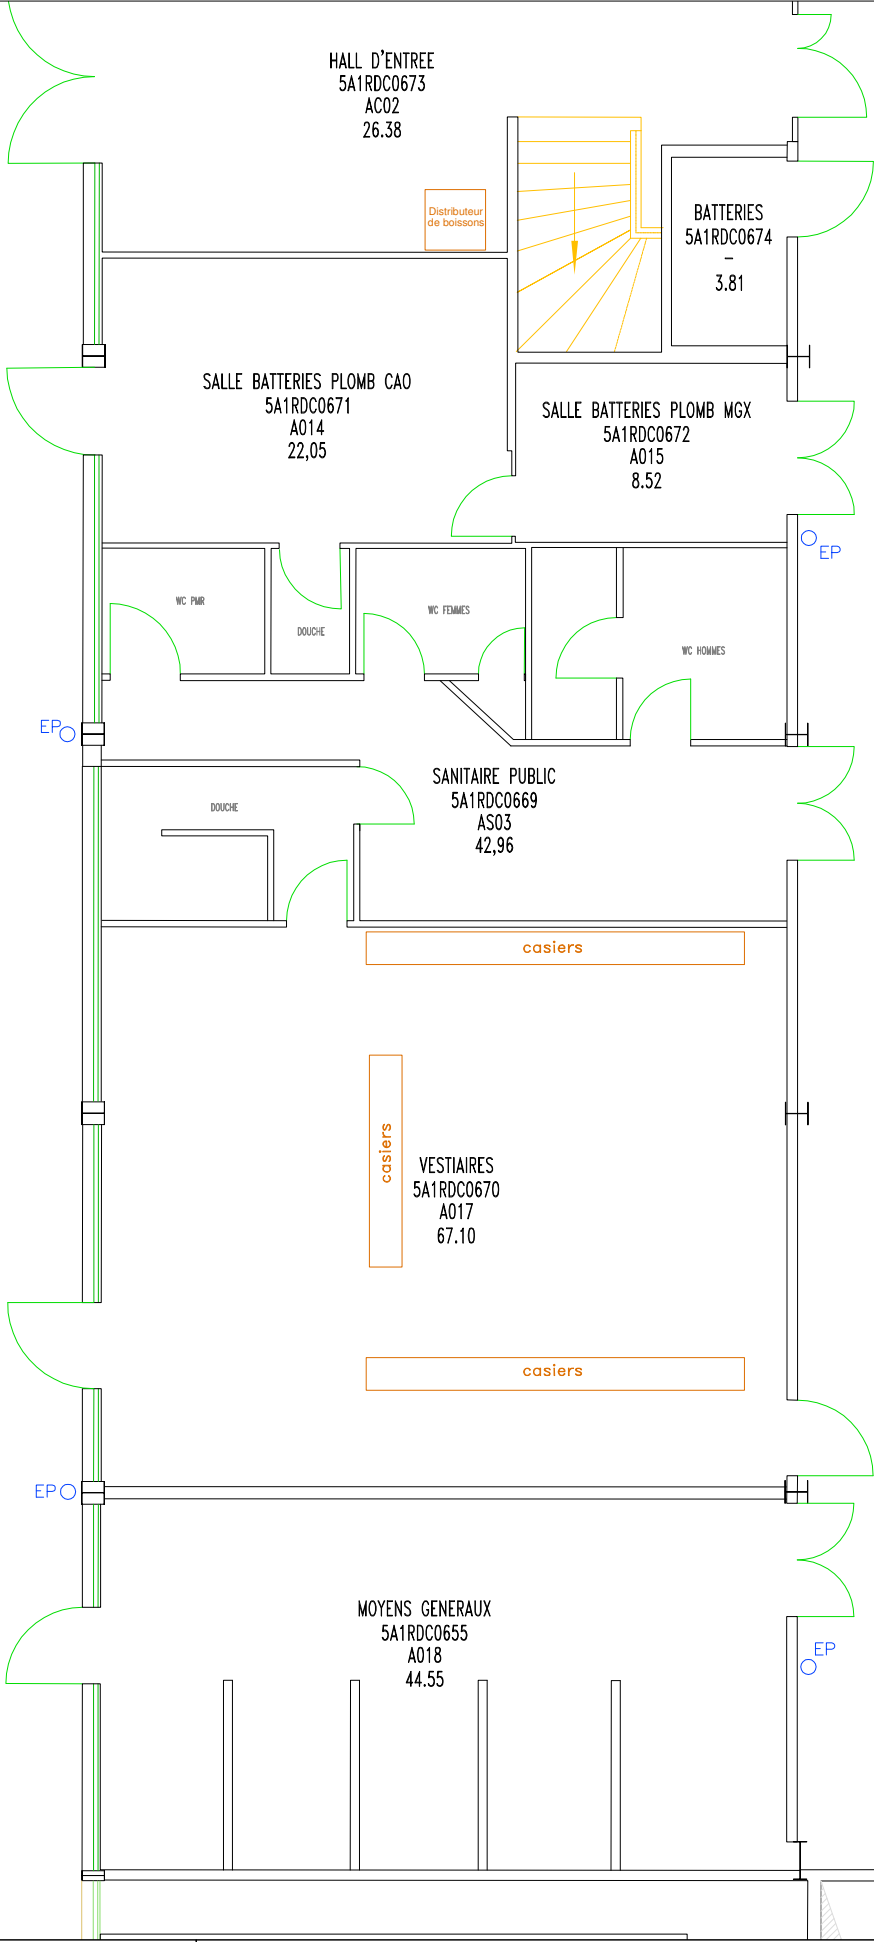 HALL D'ENTREE
5A1RDC0673
AC02
26.38
Distributeur
de boissons
BATTERIES
5A1RDC0674
-
3.81
SALLE BATTERIES PLOMB CAO
5A1RDC0671
A014
22,05
SALLE BATTERIES PLOMB MGX
5A1RDC0672
A015
8.52
EP
WC PMR
DOUCHE
WC FEMMES
WC HOMMES
EP
SANITAIRE PUBLIC
5A1RDC0669
AS03
42,96
DOUCHE
casiers
casiers
VESTIAIRES
5A1RDC0670
A017
67.10
casiers
EP
MOYENS GENERAUX
5A1RDC0655
A018
44.55
EP